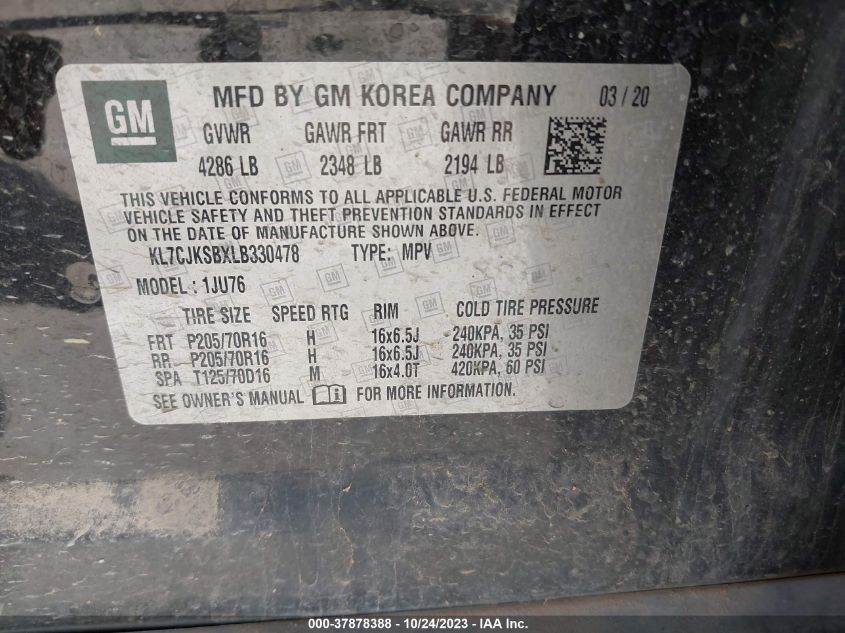 GM
MFD BY GM KOREA COMPANY 03 / 20
GVWR GAWR FRT GAWR RR
4286 LB 2348 LB 2194 LB
THIS VEHICLE CONFORMS TO ALL APPLICABLE U.S. FEDERAL MOTOR
VEHICLE SAFETY AND THEFT PREVENTION STANDARDS IN EFFECT
ON THE DATE OF MANUFACTURE SHOWN ABOVE.
KL7CJKSBXLB330478 TYPE: MPV
MODEL : 1JU76
TIRE SIZE SPEED RTG RIM COLD TIRE PRESSURE
FRT P205/70R16 H 16x6.5J 240KPA, 35 PSI
RR P205/70R16 H 16x6.5J 240KPA, 35 PSI
SPA T125/70D16 M 16x4.0T 420KPA, 60 PSI
SEE OWNER'S MANUAL FOR MORE INFORMATION.
000-37878388 - 10/24/2023 - IAA Inc.